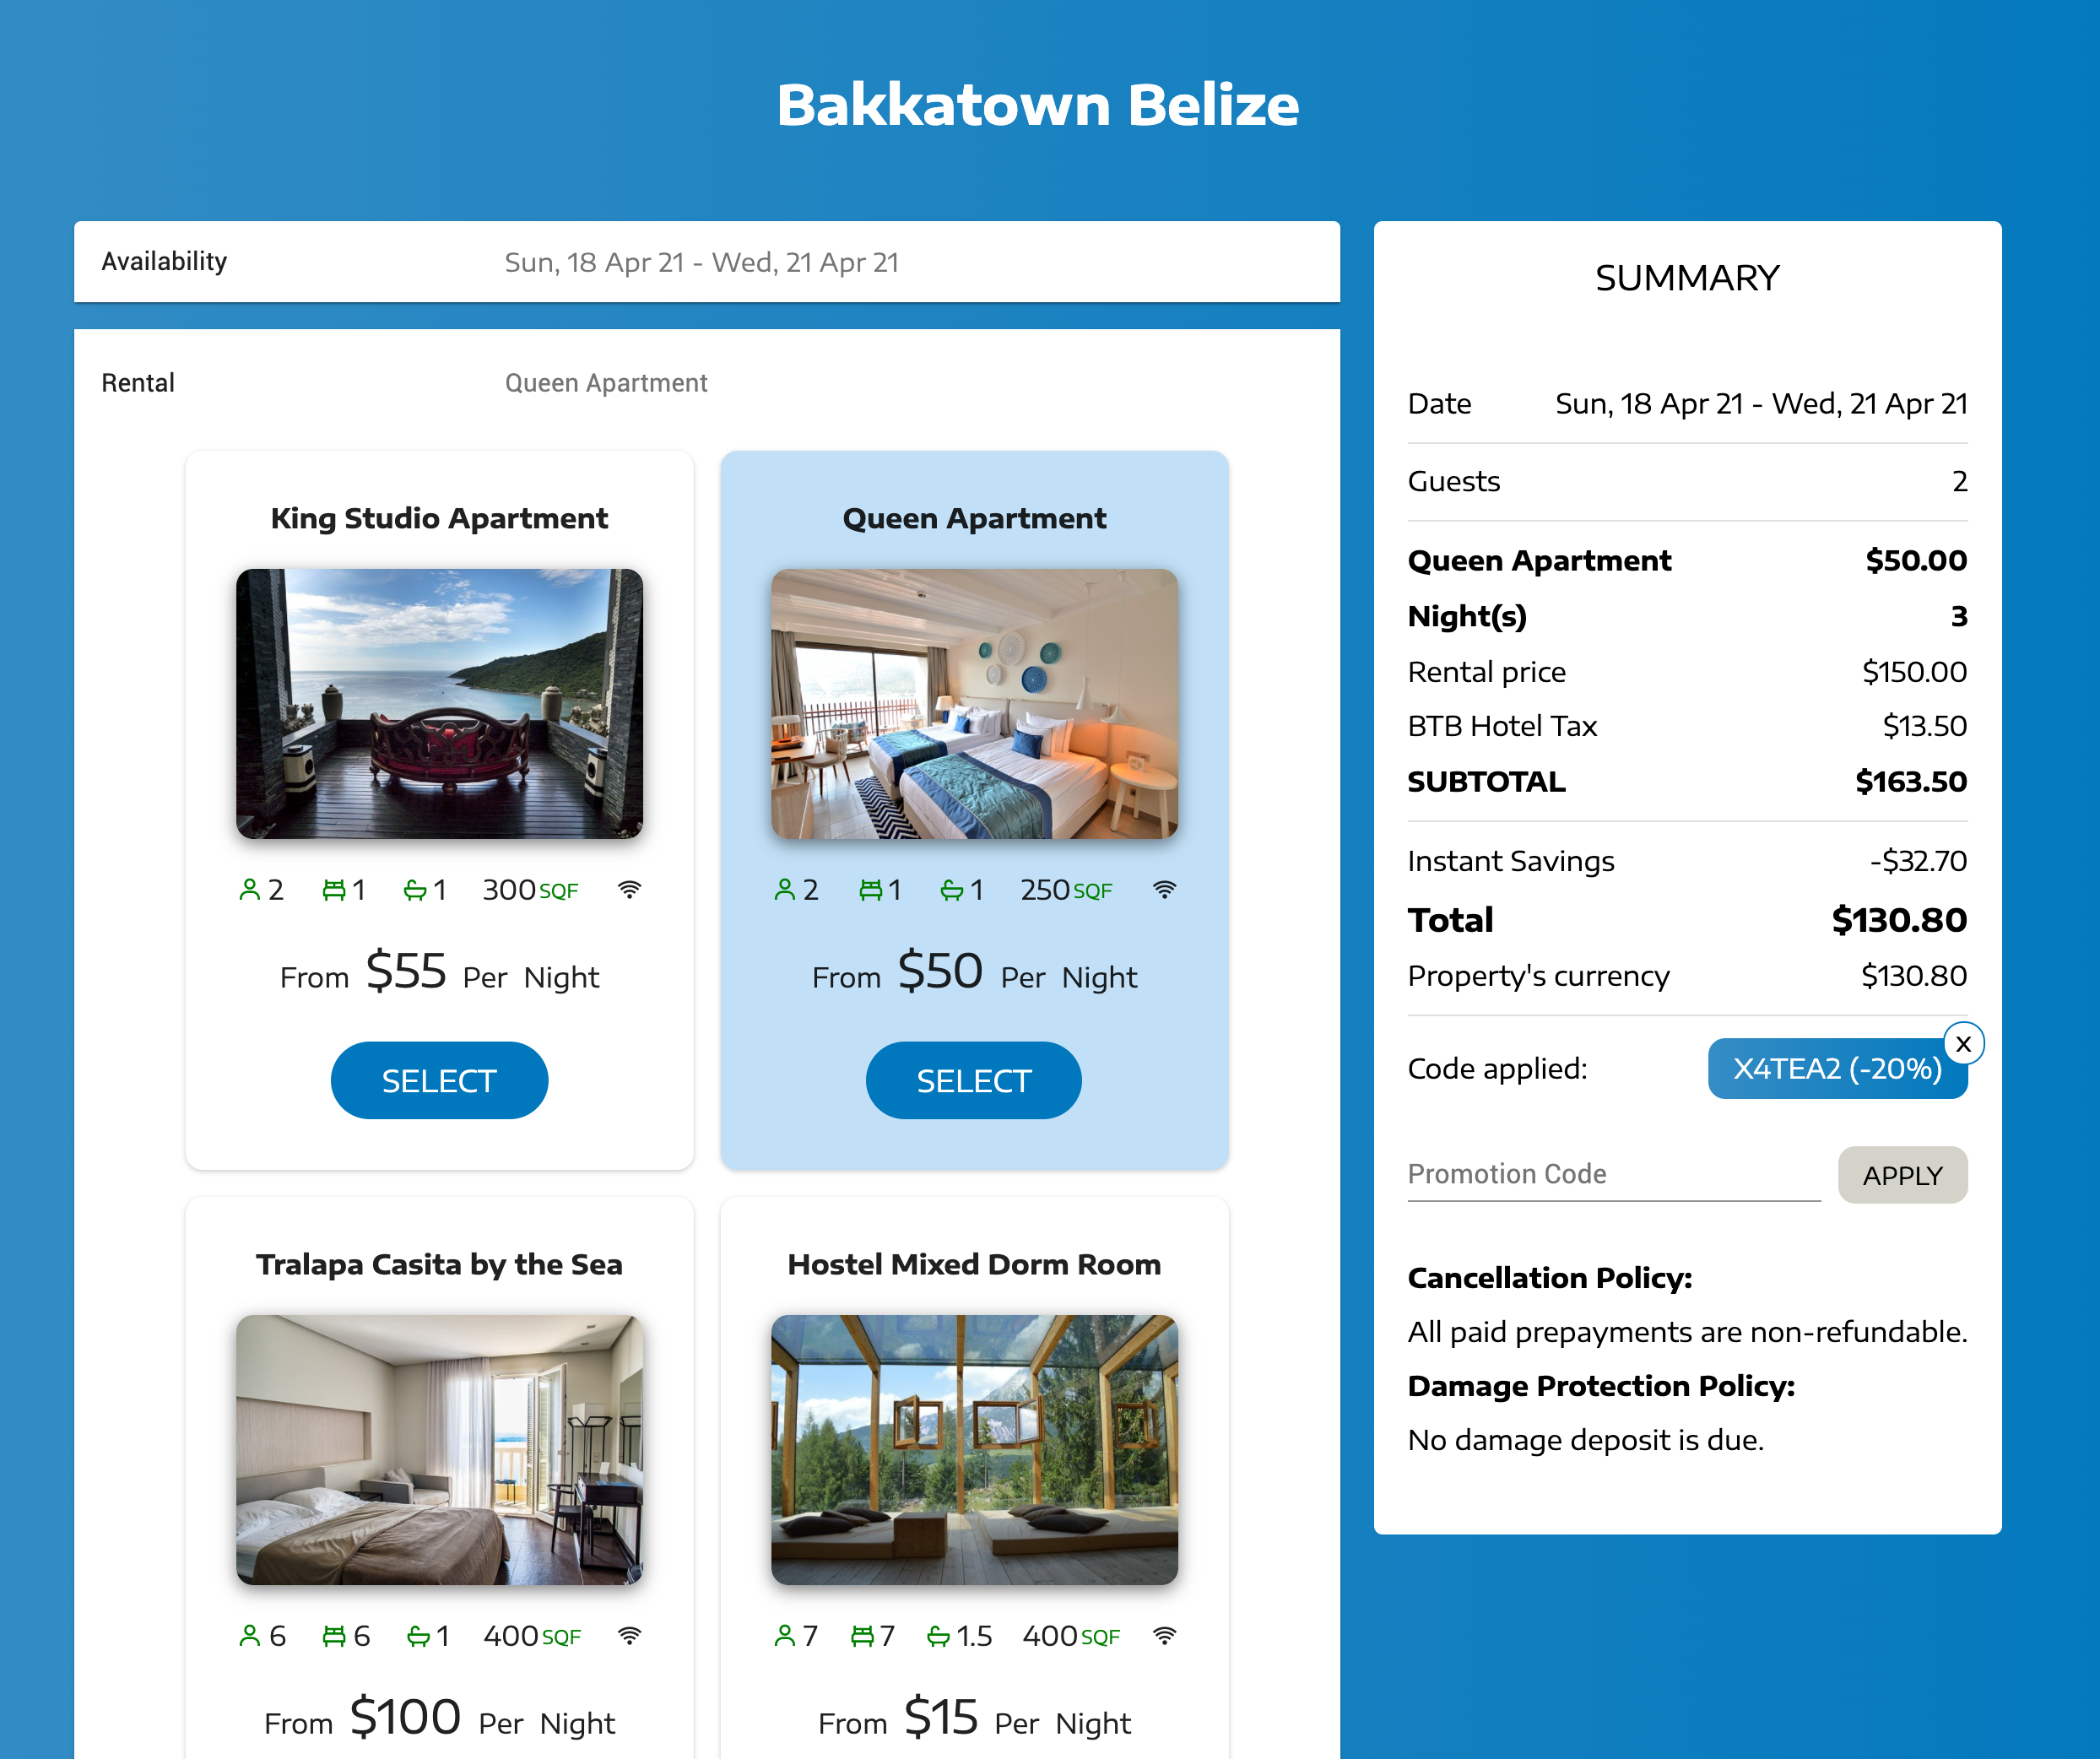 Bakkatown Belize
Availability
Sun, 18 Apr 21 - Wed, 21 Apr 21
Rental
Queen Apartment
King Studio Apartment
2 1 1 300 SQF
From $55 Per Night
SELECT
Queen Apartment
2 1 1 250 SQF
From $50 Per Night
SELECT
Tralapa Casita by the Sea
6 6 1 400 SQF
From $100 Per Night
Hostel Mixed Dorm Room
7 7 1.5 400 SQF
From $15 Per Night
SUMMARY
Date Sun, 18 Apr 21 - Wed, 21 Apr 21
Guests 2
Queen Apartment $50.00
Night(s) 3
Rental price $150.00
BTB Hotel Tax $13.50
SUBTOTAL $163.50
Instant Savings -$32.70
Total $130.80
Property's currency $130.80
Code applied: X4TEA2 (-20%) X
Promotion Code APPLY
Cancellation Policy:
All paid prepayments are non-refundable.
Damage Protection Policy:
No damage deposit is due.